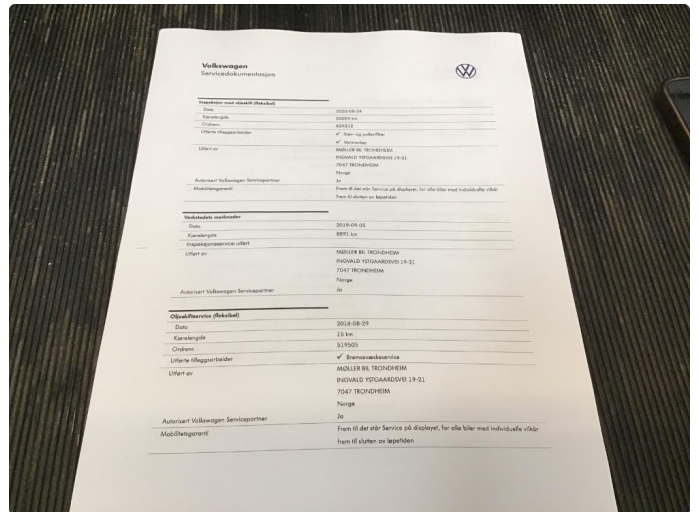 Volkswagen
Servicedokumentasjon
Inspeksjon med oljeskift (fleksibel)
Dato 2020-08-24
Kjørelengde
Ordrenr.
Utførte tilleggsarbeider ✓ Støv- og pollenfilter
✓
Utført av MØLLER BIL TRONDHEIM
INGVALD YSTGAARDSVEI 19-21
7047 TRONDHEIM
Norge
Autorisert Volkswagen Servicepartner Ja
Mobilitetsgaranti Frem til det står Service på displayet, for alle biler med individuelle vilkår
frem til slutten av løpetiden
Verkstedets merknader
Dato 2019-09-05
Kjørelengde 8891 km
Inspeksjonsservice utført
Utført av MØLLER BIL TRONDHEIM
INGVALD YSTGAARDSVEI 19-21
7047 TRONDHEIM
Norge
Autorisert Volkswagen Servicepartner Ja
Oljeskiftservice (fleksibel)
Dato 2018-08-29
Kjørelengde 15 km
Ordrenr. 519505
Utførte tilleggsarbeider ✓ Bremsevæskeservice
Utført av MØLLER BIL TRONDHEIM
INGVALD YSTGAARDSVEI 19-21
7047 TRONDHEIM
Norge
Autorisert Volkswagen Servicepartner Ja
Mobilitetsgaranti Frem til det står Service på displayet, for alle biler med individuelle vilkår
frem til slutten av løpetiden